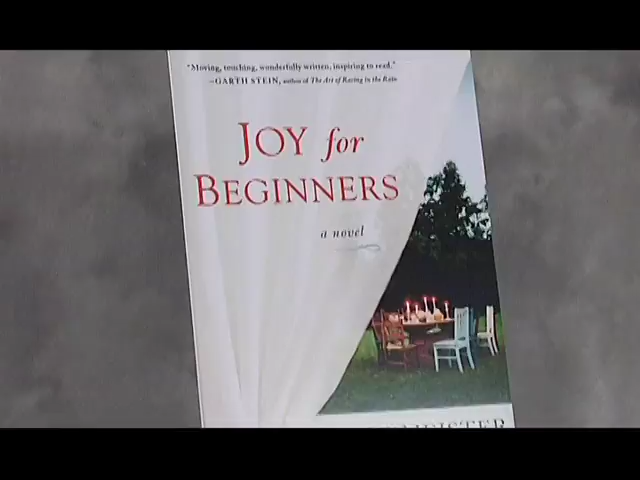 "Moving, touching, wonderfully written, inspiring to read."
—GARTH STEIN, author of The Art of Racing in the Rain
JOY for
BEGINNERS
a novel